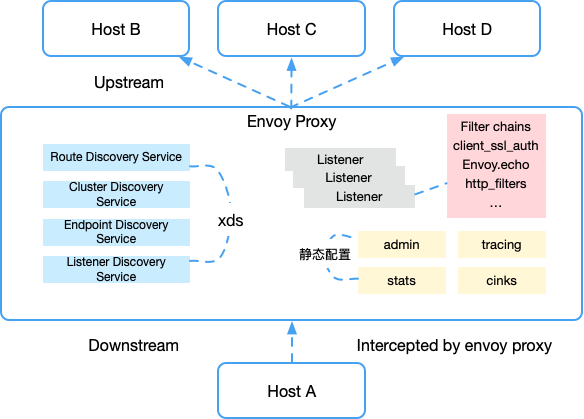 Host B
Host C
Host D
Upstream
Envoy Proxy
Route Discovery Service
Cluster Discovery
Service
Endpoint Discovery
Service
Listener Discovery
Service
xds
Listener
Listener
Listener
Filter chains
client_ssl_auth
Envoy.echo
http_filters
...
静态配置
admin
tracing
stats
cinks
Downstream
Intercepted by envoy proxy
Host A